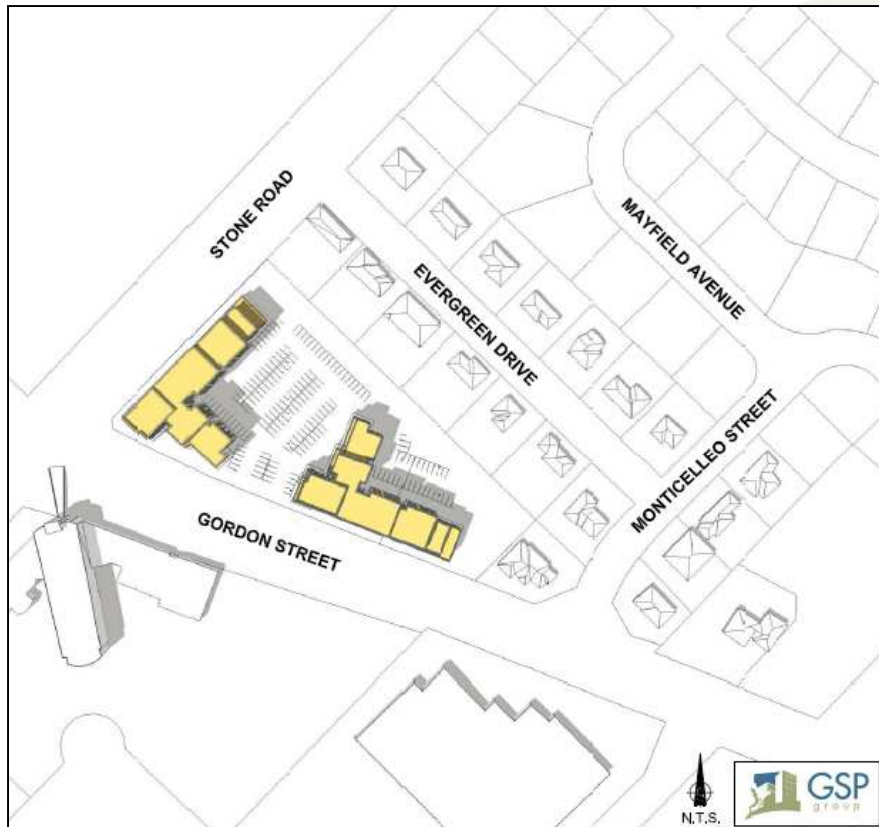 STONE ROAD
MAYFIELD AVENUE
EVERGREEN DRIVE
MONTICELLEO STREET
GORDON STREET
N.T.S.
GSP
group